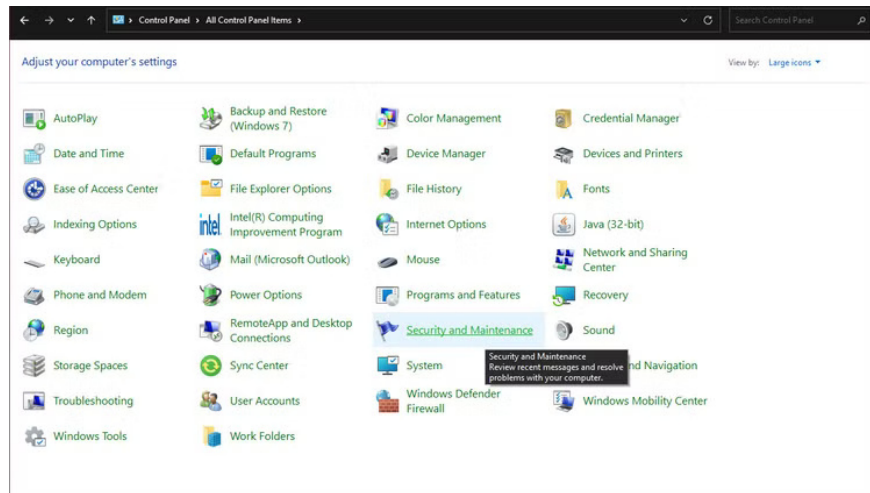 Control Panel > All Control Panel Items >
Search Control Panel
Adjust your computer's settings
View by: Large icons
AutoPlay
Backup and Restore
(Windows 7)
Color Management
Credential Manager
Date and Time
Default Programs
Device Manager
Devices and Printers
Ease of Access Center
File Explorer Options
File History
Fonts
Indexing Options
intel
Intel(R) Computing
Improvement Program
Internet Options
Java (32-bit)
Keyboard
Mail (Microsoft Outlook)
Mouse
Network and Sharing
Center
Phone and Modem
Power Options
Programs and Features
Recovery
Region
RemoteApp and Desktop
Connections
Security and Maintenance
Sound
Security and Maintenance
Review recent messages and resolve
problems with your computer.
Storage Spaces
Sync Center
System
nd Navigation
Troubleshooting
User Accounts
Windows Defender
Firewall
Windows Mobility Center
Windows Tools
Work Folders